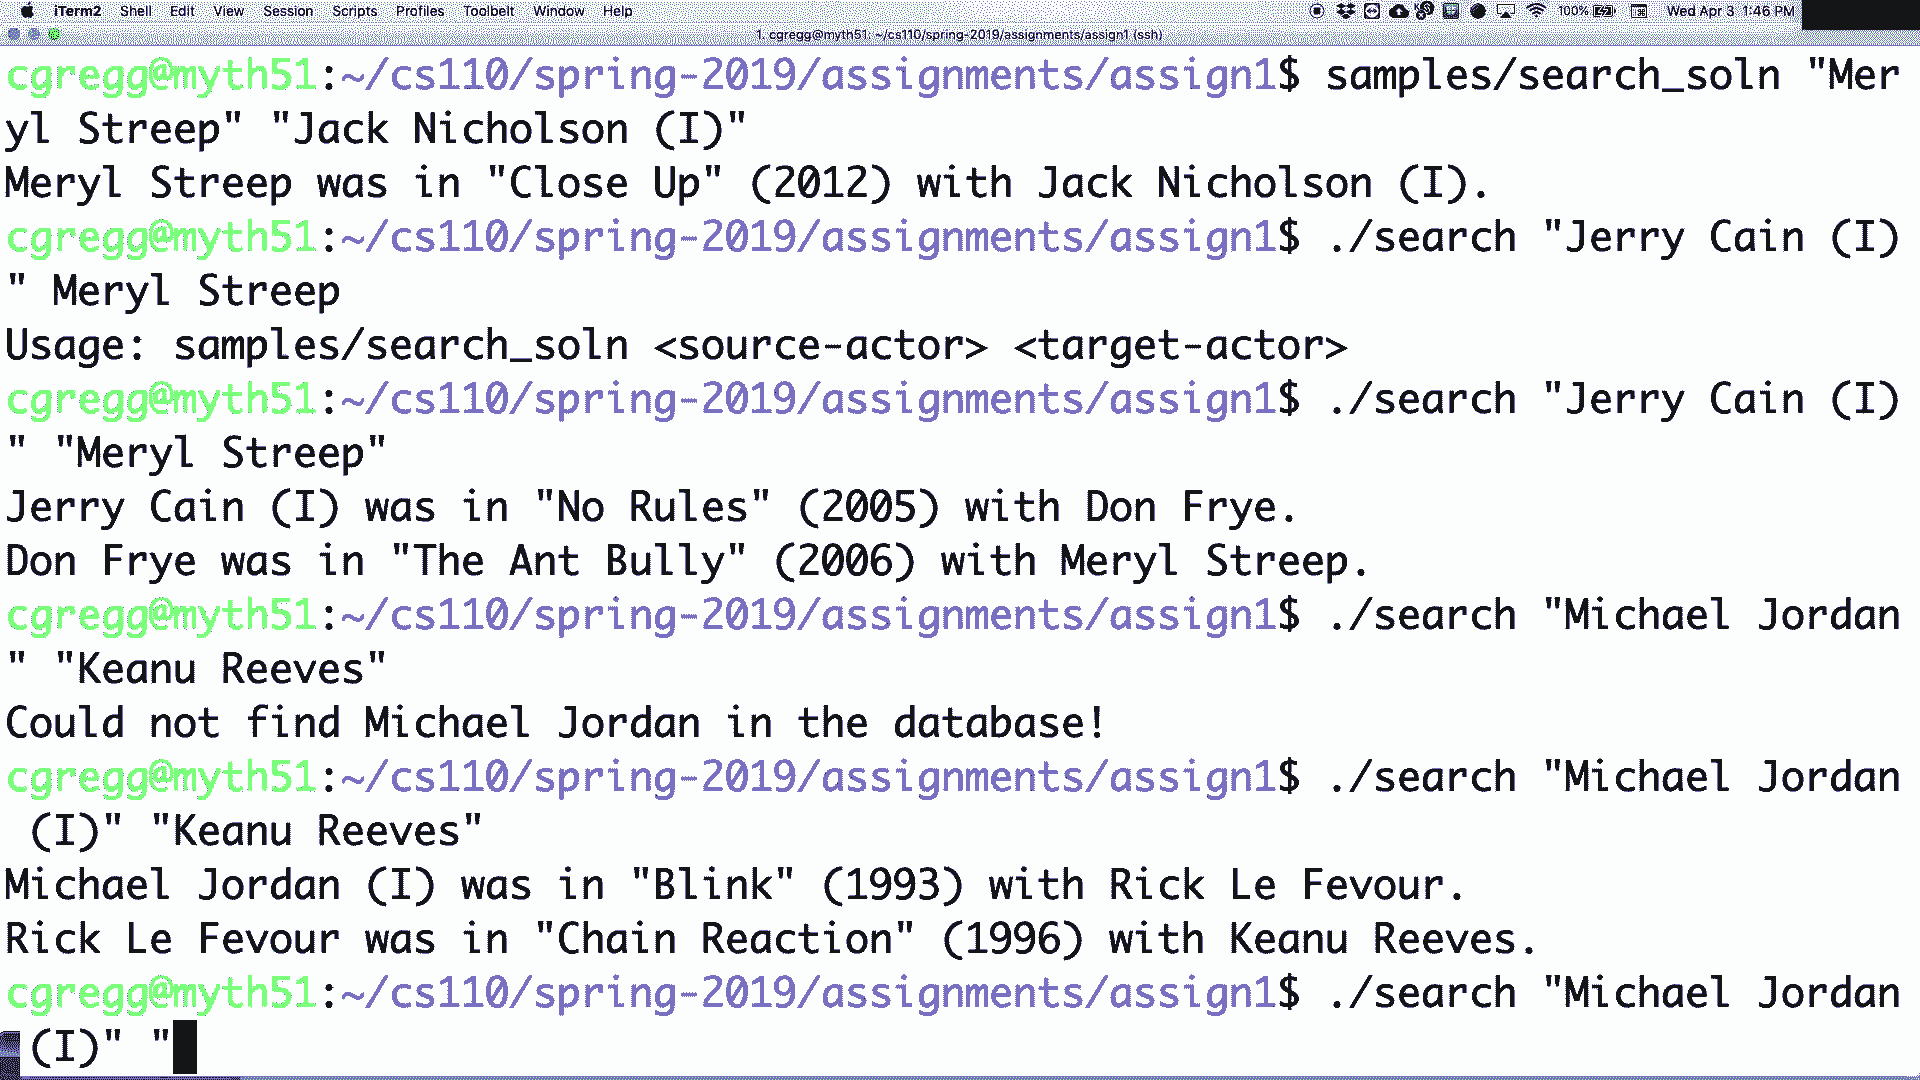 iTerm2 Shell Edit View Session Scripts Profiles Toolbelt Window Help 100% Wed Apr 3 1:46 PM
1. cgregg@myth51: ~/cs110/spring-2019/assignments/assign1 (ssh)
cgregg@myth51:~/cs110/spring-2019/assignments/assign1$ samples/search_soln "Mer
yl Streep" "Jack Nicholson (I)"
Meryl Streep was in "Close Up" (2012) with Jack Nicholson (I).
cgregg@myth51:~/cs110/spring-2019/assignments/assign1$ ./search "Jerry Cain (I)
" Meryl Streep
Usage: samples/search_soln <source-actor> <target-actor>
cgregg@myth51:~/cs110/spring-2019/assignments/assign1$ ./search "Jerry Cain (I)
" "Meryl Streep"
Jerry Cain (I) was in "No Rules" (2005) with Don Frye.
Don Frye was in "The Ant Bully" (2006) with Meryl Streep.
cgregg@myth51:~/cs110/spring-2019/assignments/assign1$ ./search "Michael Jordan
" "Keanu Reeves"
Could not find Michael Jordan in the database!
cgregg@myth51:~/cs110/spring-2019/assignments/assign1$ ./search "Michael Jordan
(I)" "Keanu Reeves"
Michael Jordan (I) was in "Blink" (1993) with Rick Le Fevour.
Rick Le Fevour was in "Chain Reaction" (1996) with Keanu Reeves.
cgregg@myth51:~/cs110/spring-2019/assignments/assign1$ ./search "Michael Jordan
(I)" "